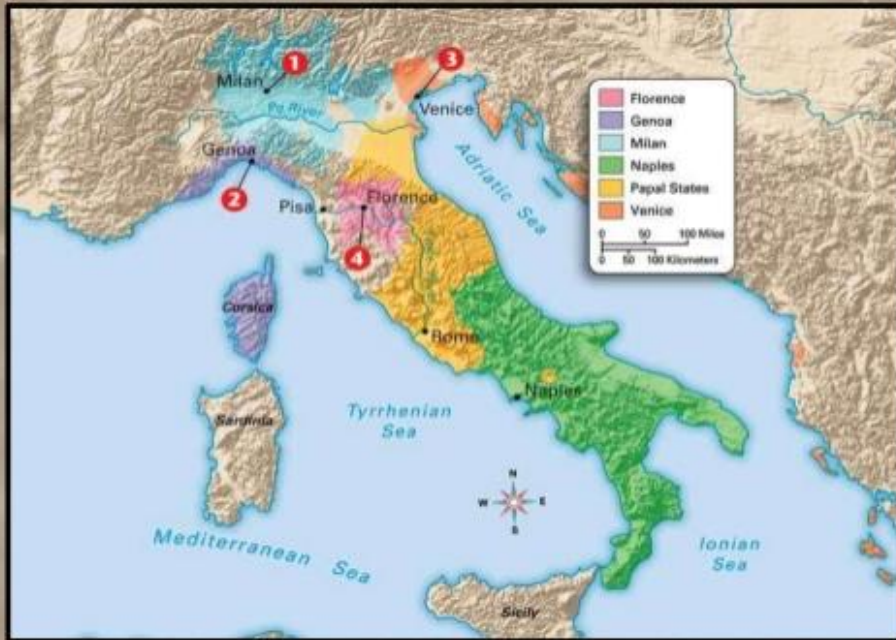 1
3
Milan
Po River
Venice
Genoa
2
Pisa
Florence
4
Adriatic Sea
Florence
Genoa
Milan
Naples
Papal States
Venice
0 50 100 Miles
0 50 100 Kilometers
Corsica
Rome
Sardinia
Naples
Tyrrhenian
Sea
N
W E
S
Mediterranean Sea
Ionian
Sea
Sicily